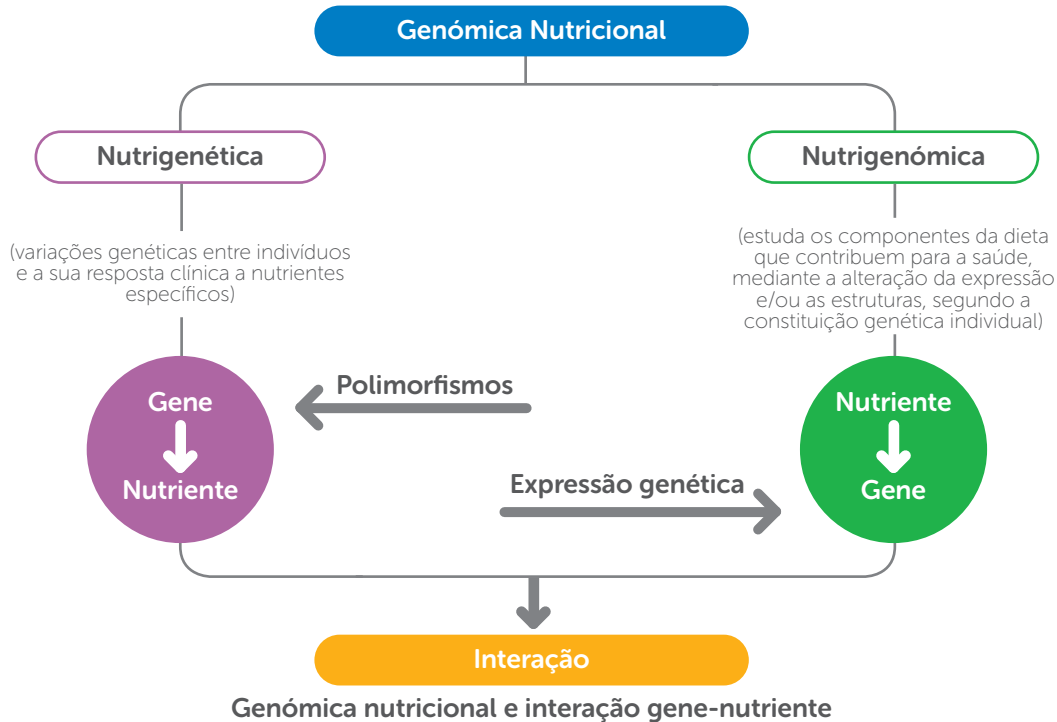 Genómica Nutricional
Nutrigenética
(variações genéticas entre indivíduos
e a sua resposta clínica a nutrientes
específicos)
Gene
Nutriente
Polimorfismos
Expressão genética
Nutrigenómica
(estuda os componentes da dieta
que contribuem para a saúde,
mediante a alteração da expressão
e/ou as estruturas, segundo a
constituição genética individual)
Nutriente
Gene
Interação
Genómica nutricional e interação gene-nutriente